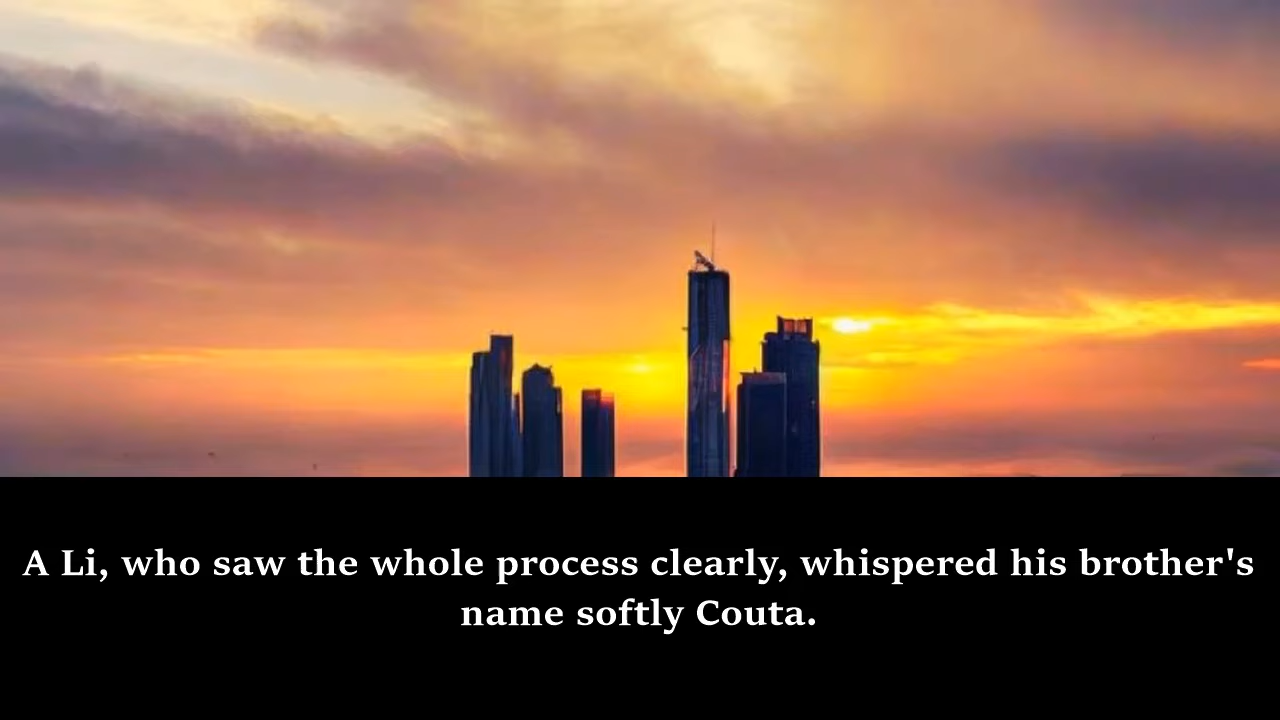 A Li, who saw the whole process clearly, whispered his brother's
name softly Couta.